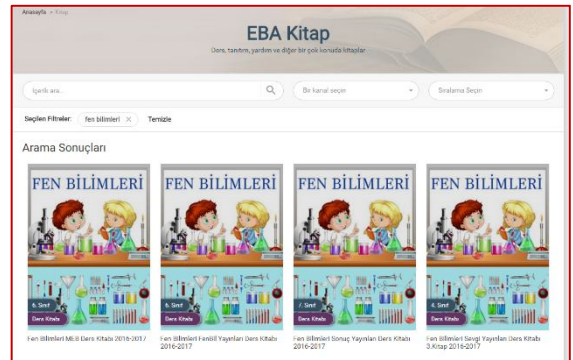 Anasayfa > Kitap
EBA Kitap
Ders, tanıtım, yardım ve diğer bir çok konuda kitaplar
İçerik ara..
Bir kanal seçin
Sıralama Seçin
Seçilen Filtreler: fen bilimleri × Temizle
Arama Sonuçları
FEN BİLİMLERİ
6. Sınıf
Ders Kitabı
Fen Bilimleri MEB Ders Kitabı 2016-2017
FEN BİLİMLERİ
6. Sınıf
Ders Kitabı
Fen Bilimleri FenBil Yayınları Ders Kitabı
2016-2017
FEN BİLİMLERİ
7. Sınıf
Ders Kitabı
Fen Bilimleri Sonuç Yayınları Ders Kitabı
2016-2017
FEN BİLİMLERİ
4. Sınıf
Ders Kitabı
Fen Bilimleri Sevgi Yayınları Ders Kitabı
3.Kitap 2016-2017